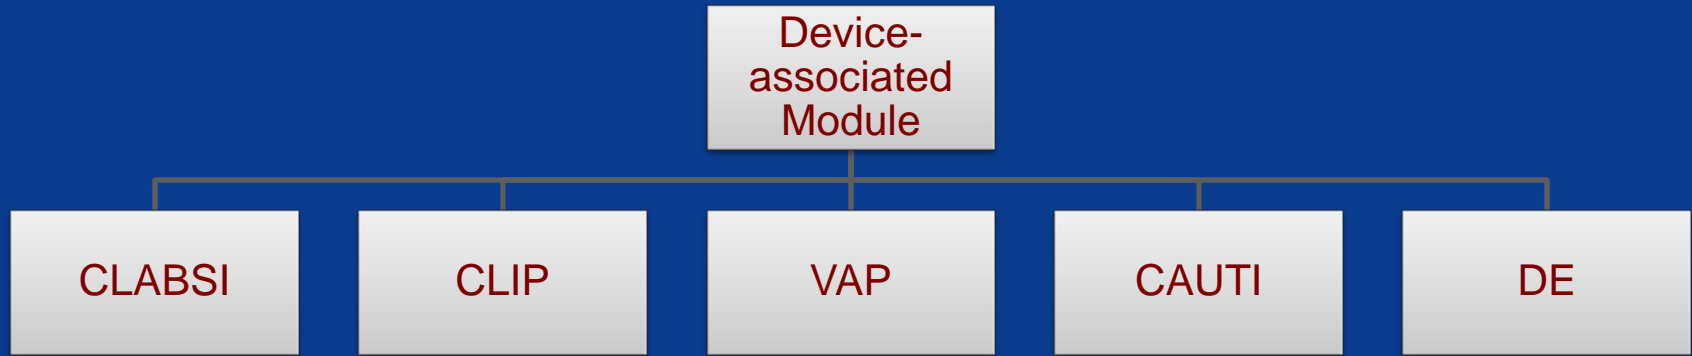 Device-
associated
Module
CLABSI
CLIP
VAP
CAUTI
DE